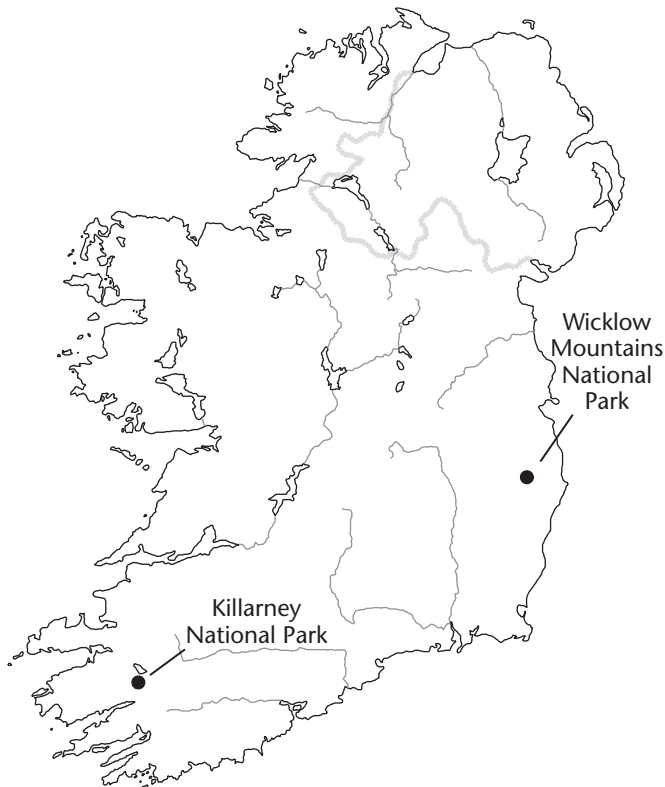 Wicklow
Mountains
National
Park
Killarney
National Park